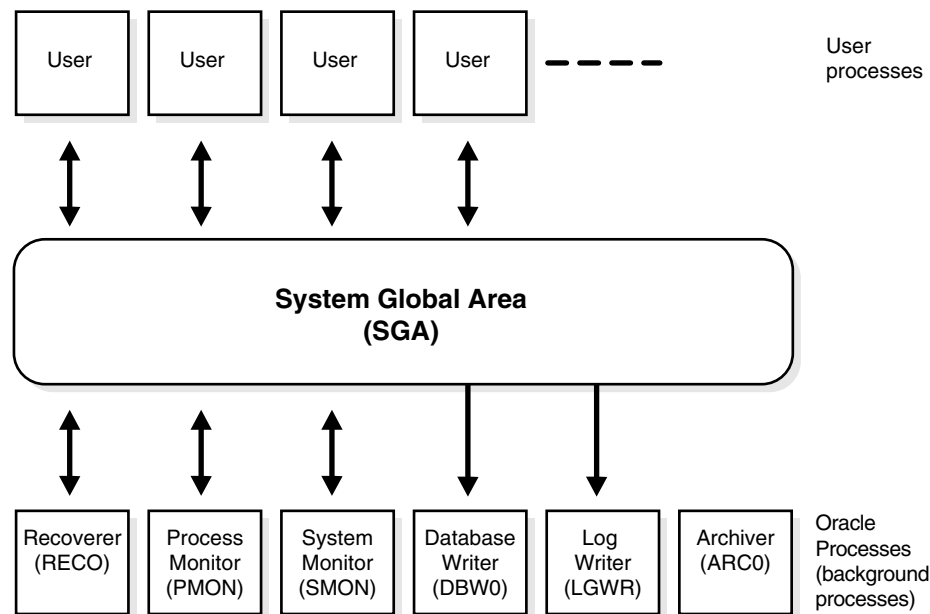 User
User
User
User
User
processes
System Global Area
(SGA)
Recoverer
(RECO)
Process
Monitor
(PMON)
System
Monitor
(SMON)
Database
Writer
(DBW0)
Log
Writer
(LGWR)
Archiver
(ARC0)
Oracle
Processes
(background
processes)